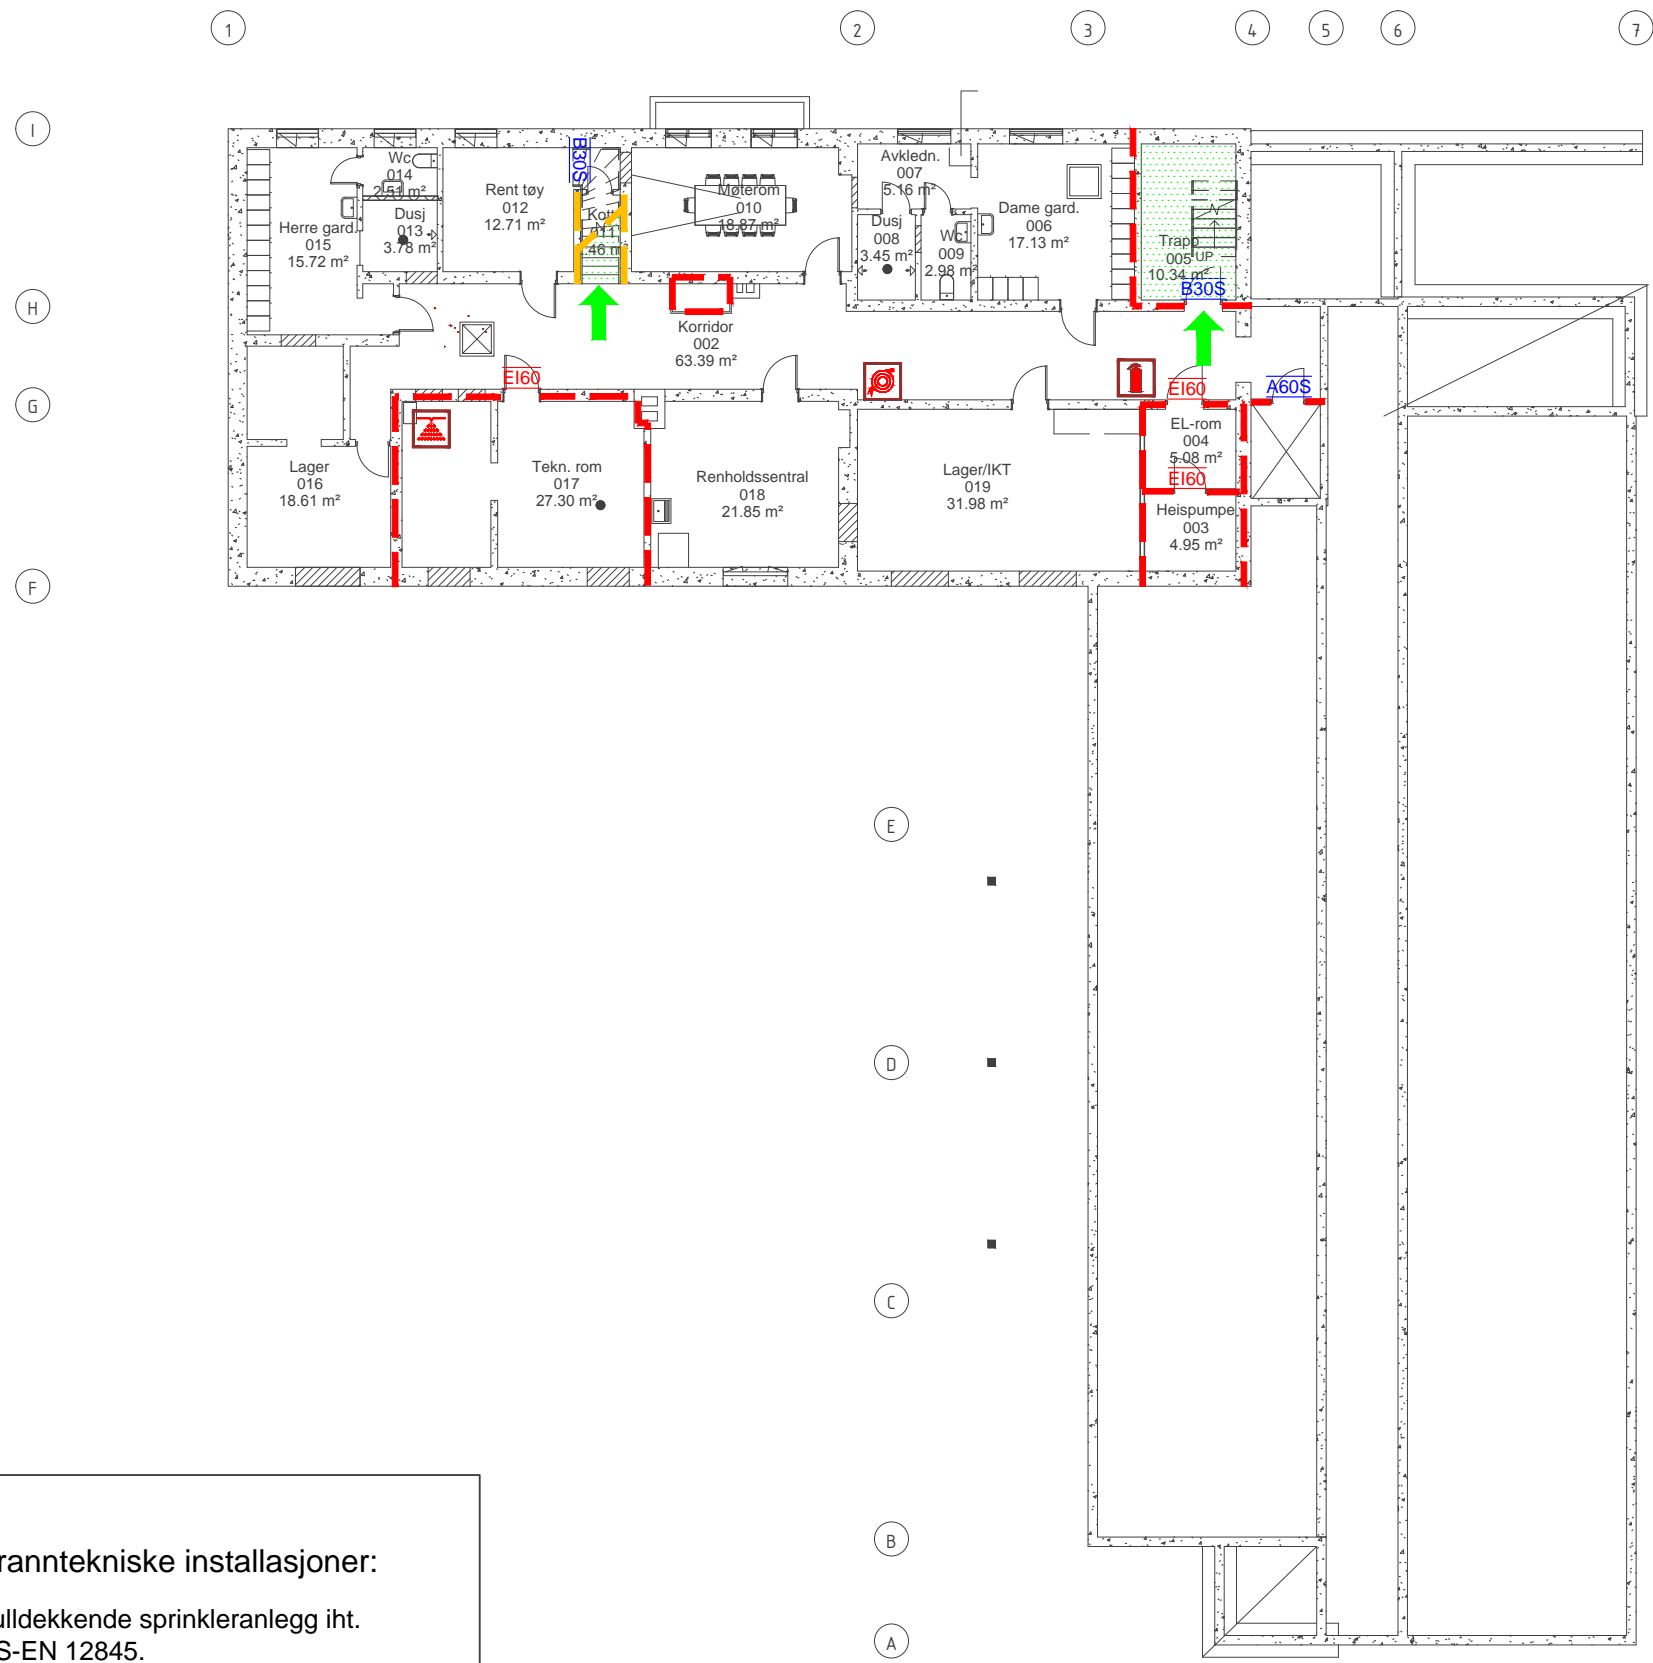 1
2
3
4
5
6
7
I
H
G
F
E
D
C
B
A
Wc
014
2.51 m²
Dusj
013
3.78 m²
Herre gard.
015
15.72 m²
Rent tøy
012
12.71 m²
B30S
Møterom
010
18.87 m²
Avkledn.
007
5.16 m²
Dusj
008
3.45 m²
Wc
009
2.98 m²
Dame gard.
006
17.13 m²
Trapp
005
10.34 m²
UP
B30S
Korridor
002
63.39 m²
EI60
EI60
A60S
EL-rom
004
5.08 m²
EI60
Heispumpe
003
4.95 m²
Lager
016
18.61 m²
Tekn. rom
017
27.30 m²
Renholdssentral
018
21.85 m²
Lager/IKT
019
31.98 m²
ranntekniske installasjoner:
ulldekkende sprinkleranlegg iht.
S-EN 12845.